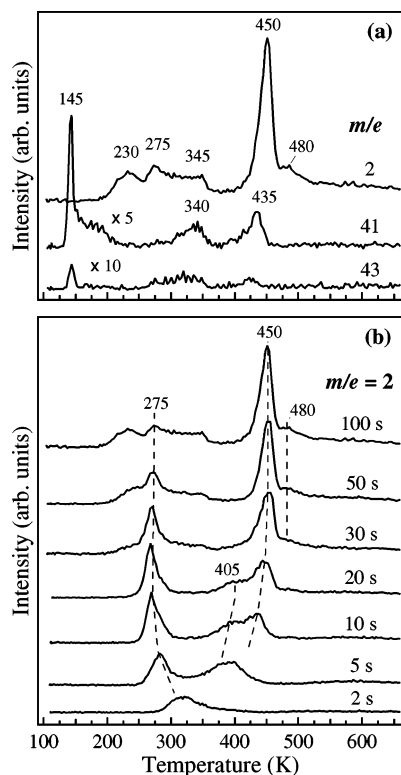 (a)
450
145
m/e
230
275
345
480
2
x 5
340
435
41
x 10
43
Intensity (arb. units)
(b)
450
m/e = 2
275
480
100 s
50 s
30 s
405
20 s
10 s
5 s
2 s
Intensity (arb. units)
100 200 300 400 500 600
Temperature (K)